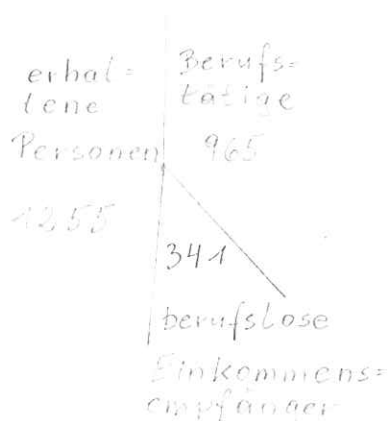 erhal=
tene
Personen
1255
Berufs=
tätige
965
341
berufslose
Einkommens=
empfänger